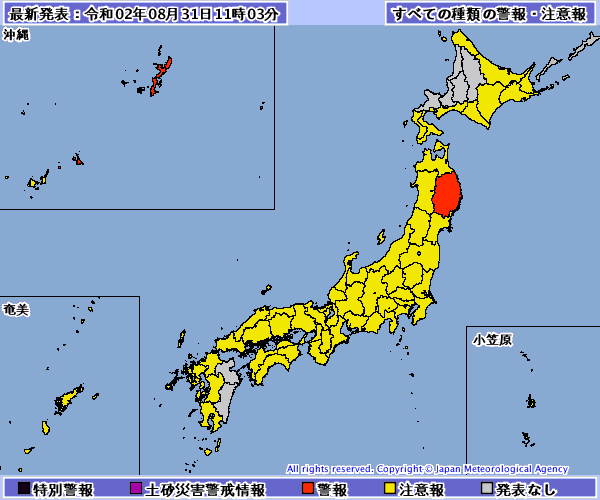 最新発表：令和02年08月31日11時03分
すべての種類の警報・注意報
沖縄
奄美
小笠原
All rights reserved. Copyright © Japan Meteorological Agency
特別警報 土砂災害警戒情報 警報 注意報 発表なし